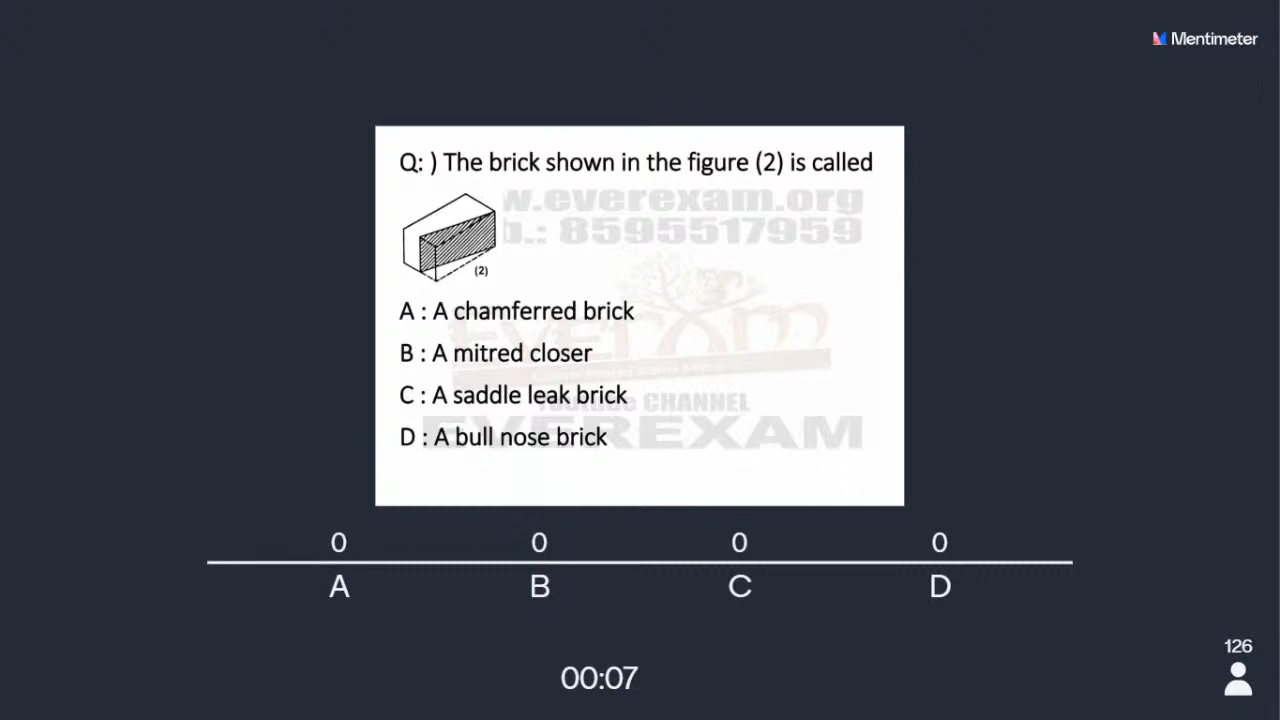 Mentimeter
Q: ) The brick shown in the figure (2) is called
w.everexam.org
b.: 8595517959
(2)
A : A chamferred brick
B : A mitred closer
C : A saddle leak brick
D : A bull nose brick
CHANNEL
EVEREXAM
0 0 0 0
A B C D
00:07
126